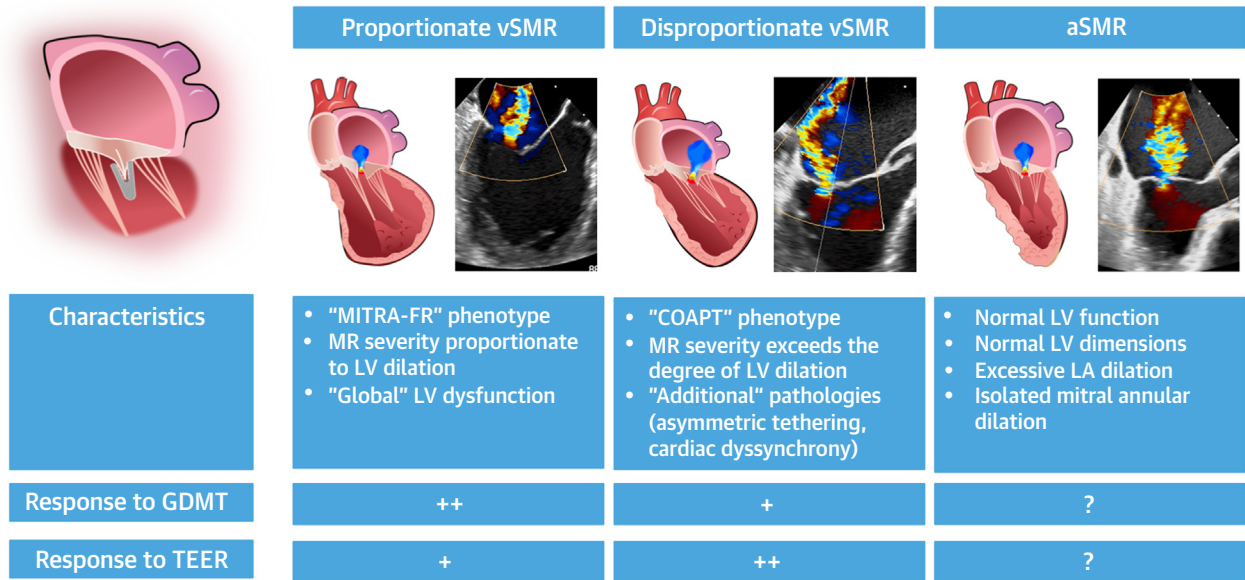 Proportionate vSMR
Disproportionate vSMR
aSMR
Characteristics
• "MITRA-FR" phenotype
• MR severity proportionate
to LV dilation
• "Global" LV dysfunction
• "COAPT" phenotype
• MR severity exceeds the
degree of LV dilation
• "Additional" pathologies
(asymmetric tethering,
cardiac dyssynchrony)
• Normal LV function
• Normal LV dimensions
• Excessive LA dilation
• Isolated mitral annular
dilation
Response to GDMT
++
+
?
Response to TEER
+
++
?